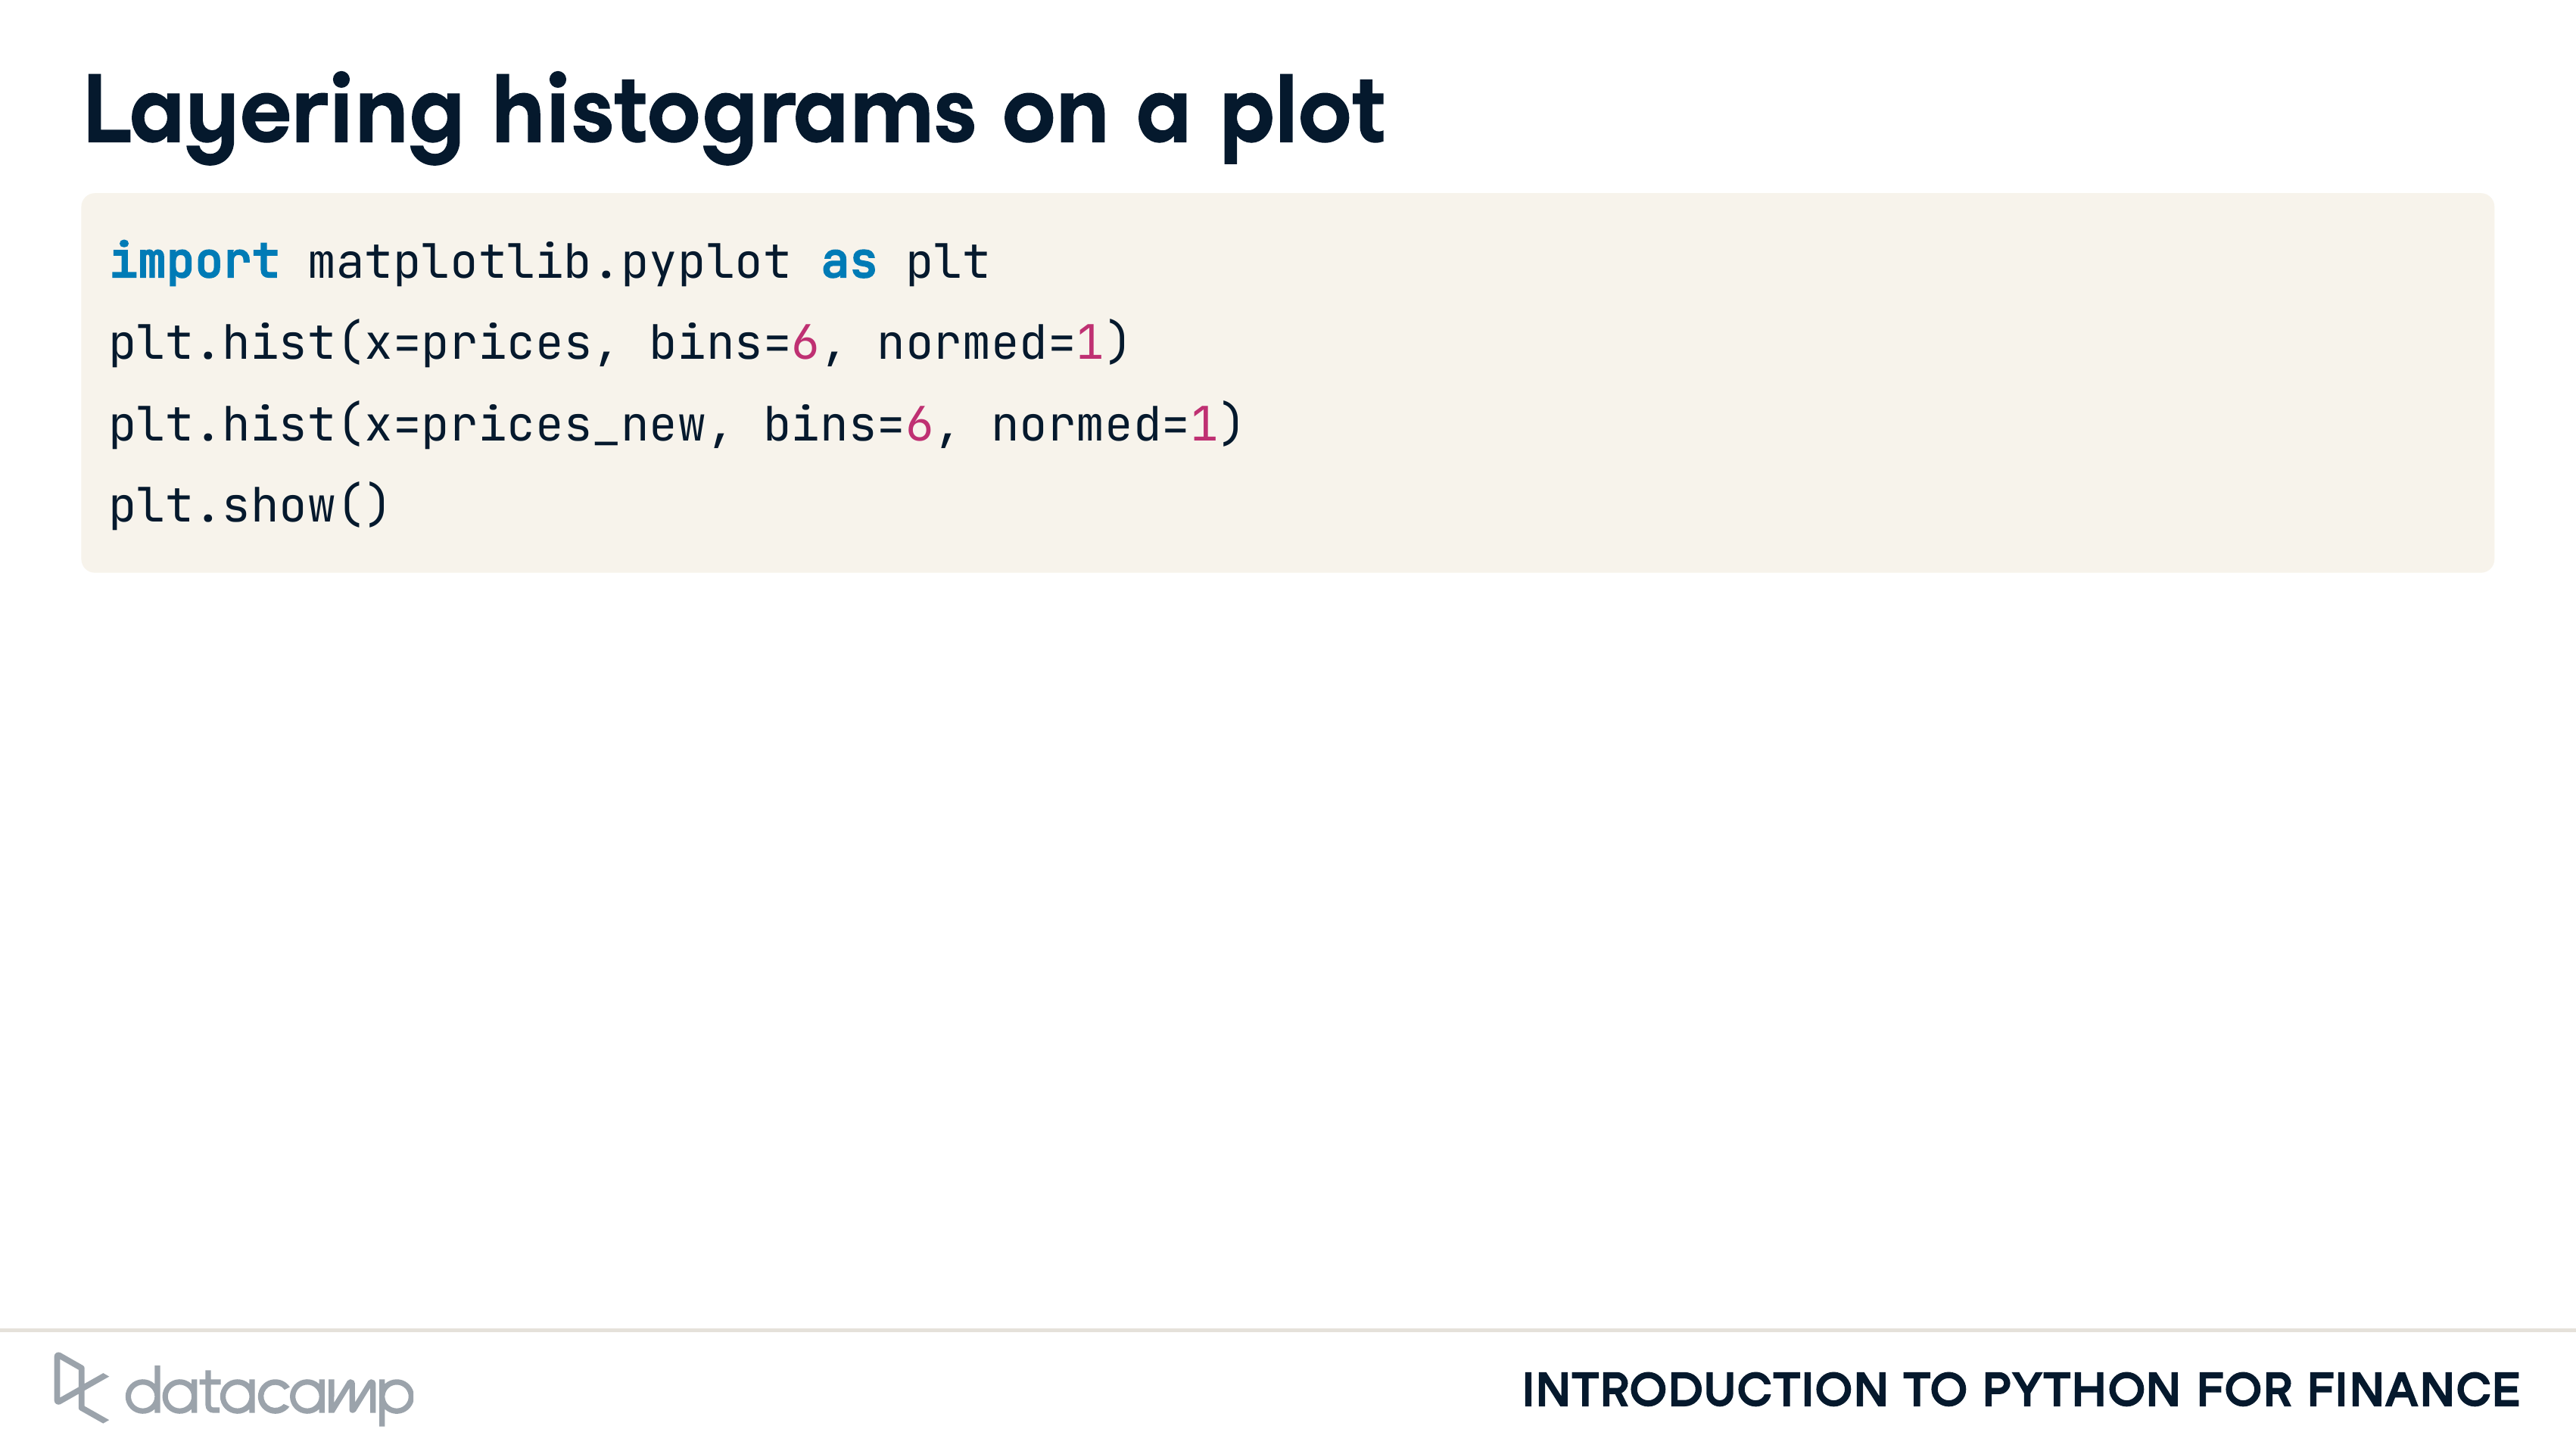 Layering histograms on a plot
import matplotlib.pyplot as plt
plt.hist(x=prices, bins=6, normed=1)
plt.hist(x=prices_new, bins=6, normed=1)
plt.show()
datacamp
INTRODUCTION TO PYTHON FOR FINANCE